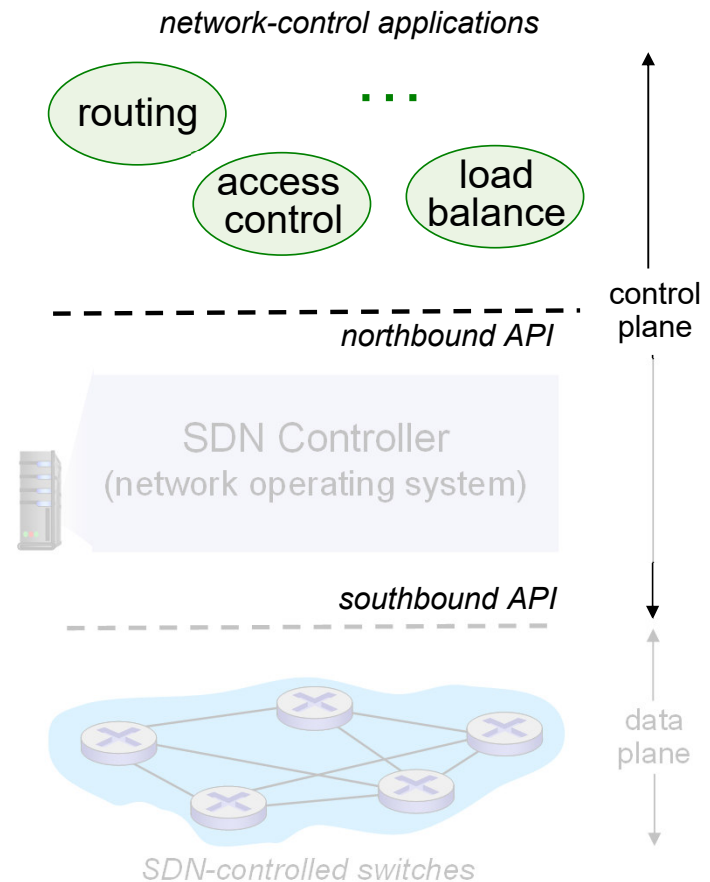 network-control applications
routing
...
access
control
load
balance
control
plane
northbound API
SDN Controller
(network operating system)
southbound API
data
plane
SDN-controlled switches